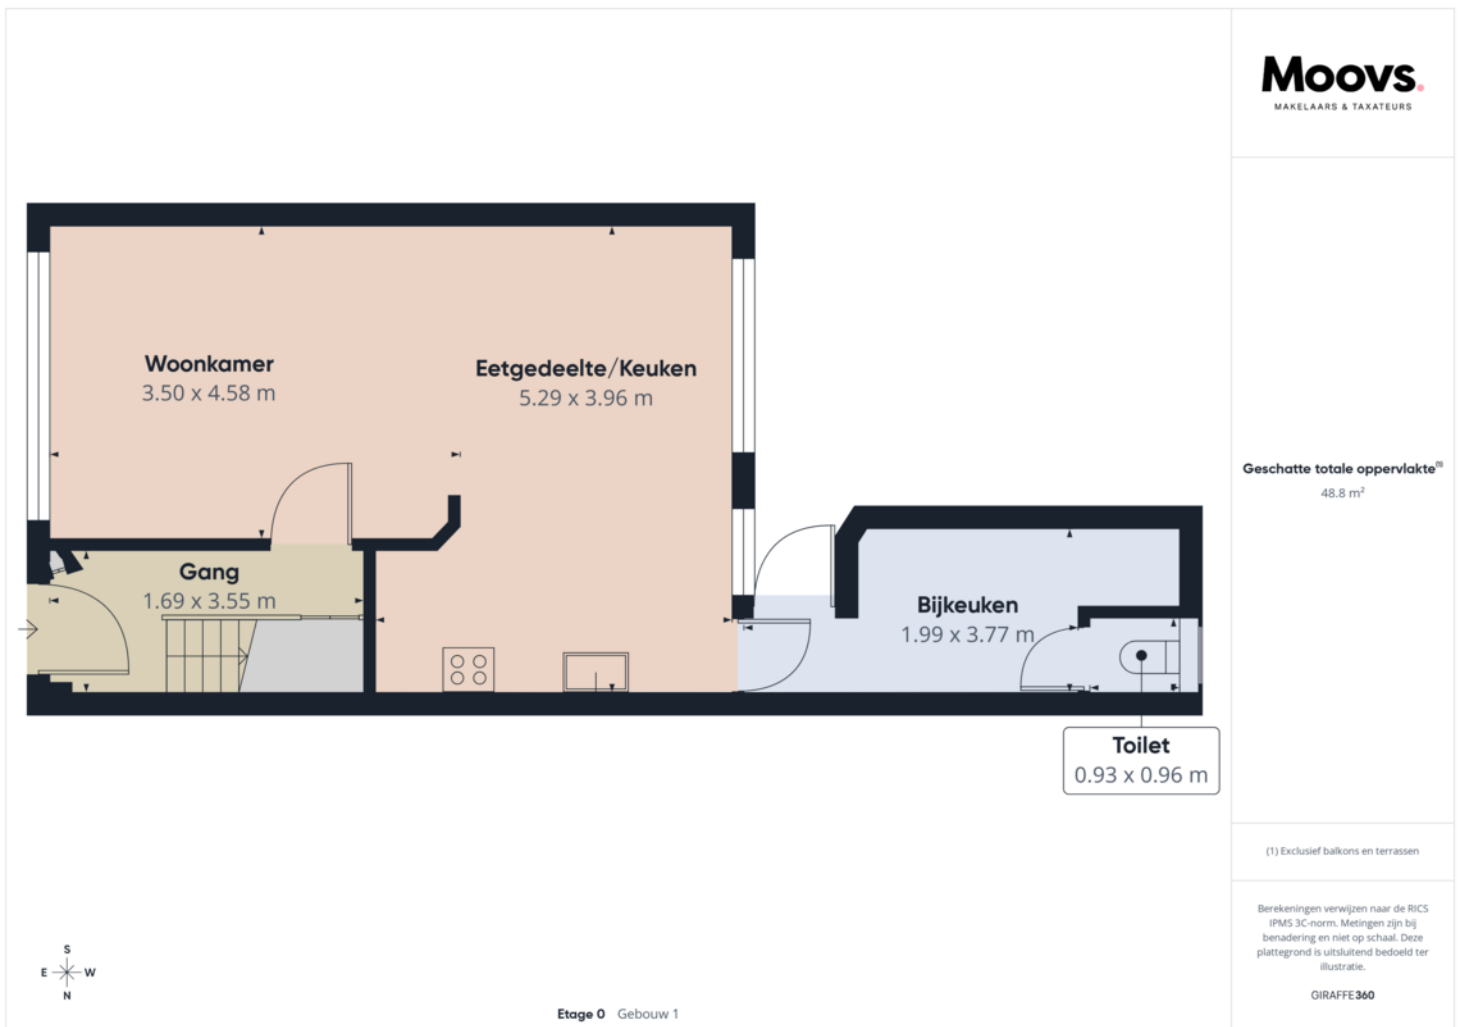 Moovs.
MAKELAARS & TAXATEURS
Woonkamer
3.50 x 4.58 m
Eetgedeelte/Keuken
5.29 x 3.96 m
Gang
1.69 x 3.55 m
Bijkeuken
1.99 x 3.77 m
Toilet
0.93 x 0.96 m
Geschatte totale oppervlakte(1)
48.8 m²
(1) Exclusief balkons en terrassen
Berekeningen verwijzen naar de RICS
IPMS 3C-norm. Metingen zijn bij
benadering en niet op schaal. Deze
plattegrond is uitsluitend bedoeld ter
illustratie.
GIRAFFE360
S
E W
N
Etage 0 Gebouw 1